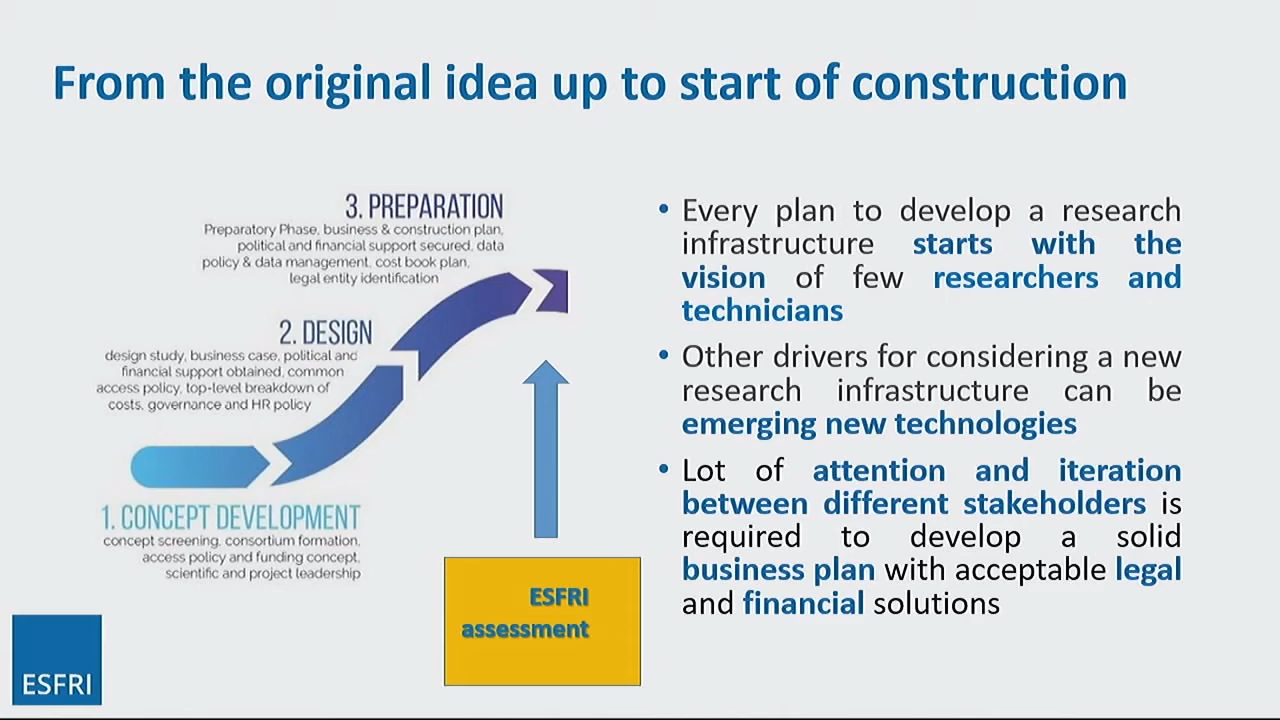 From the original idea up to start of construction
3. PREPARATION
Preparatory Phase, business & construction plan,
political and financial support secured, data
policy & data management, cost book plan,
legal entity identification
2. DESIGN
design study, business case, political and
financial support obtained, common
access policy, top-level breakdown of
costs, governance and HR policy
1. CONCEPT DEVELOPMENT
concept screening, consortium formation,
access policy and funding concept,
scientific and project leadership
ESFRI
assessment
• Every plan to develop a research
infrastructure starts with the
vision of few researchers and
technicians
• Other drivers for considering a new
research infrastructure can be
emerging new technologies
• Lot of attention and iteration
between different stakeholders is
required to develop a solid
business plan with acceptable legal
and financial solutions
ESFRI